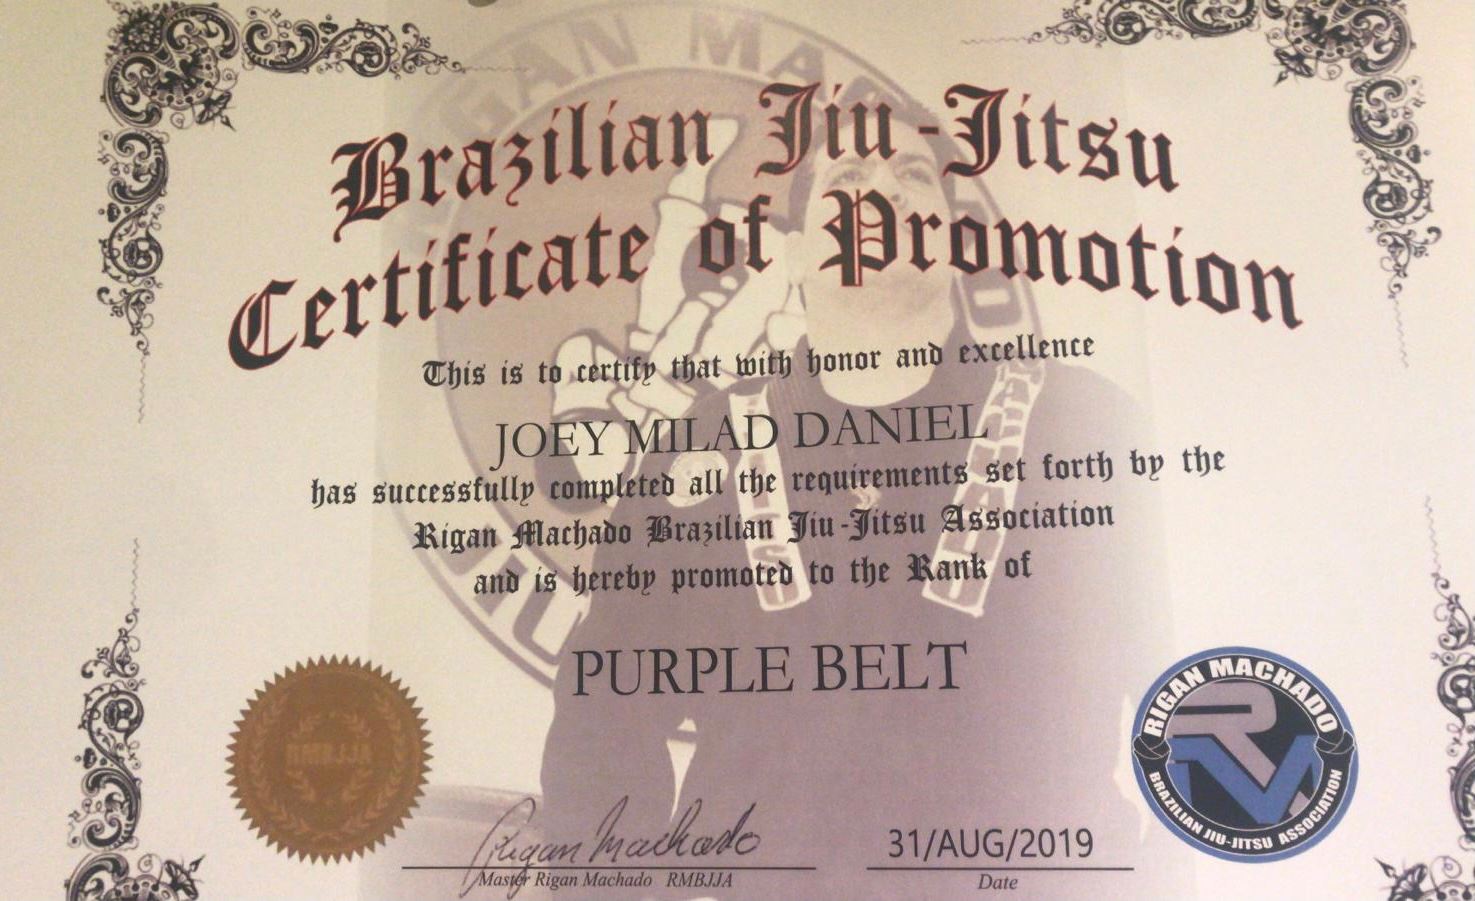 RIGAN MACHADO
Brazilian Jiu-Jitsu
Certificate of Promotion
This is to certify that with honor and excellence
JOEY MILAD DANIEL
has successfully completed all the requirements set forth by the
Rigan Machado Brazilian Jiu-Jitsu Association
and is hereby promoted to the Rank of
PURPLE BELT
RIGAN MACHADO
RM
BRAZILIAN JIU-JITSU ASSOCIATION
Rigan Machado
31/AUG/2019
Master Rigan Machado RMBJJA
Date